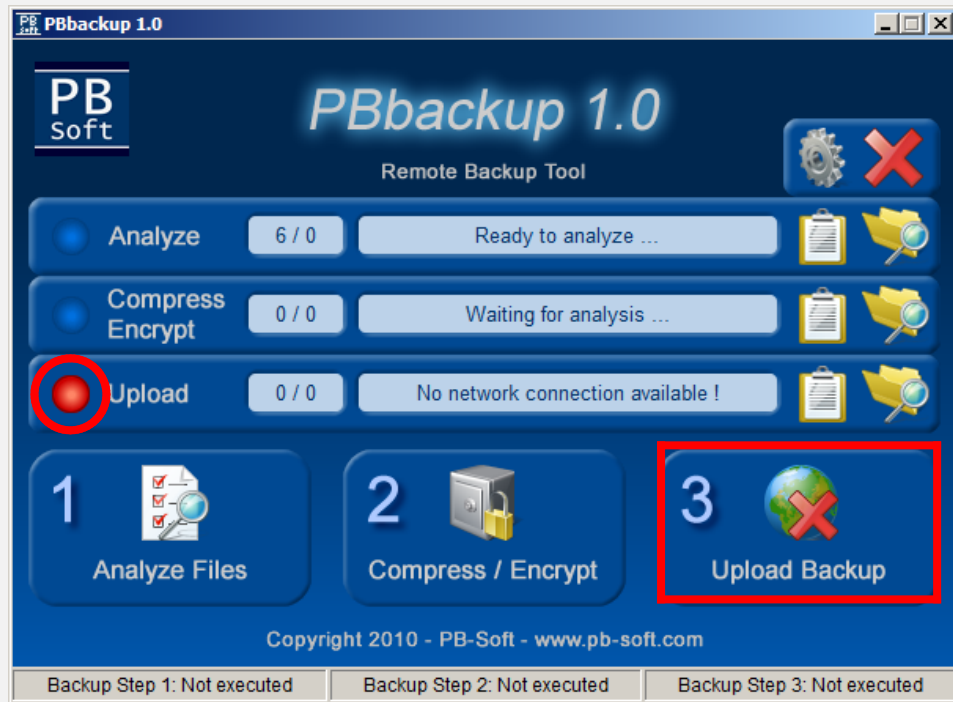 PB Soft PBbackup 1.0
PB
Soft
PBbackup 1.0
Remote Backup Tool
Analyze 6 / 0 Ready to analyze ...
Compress
Encrypt 0 / 0 Waiting for analysis ...
Upload 0 / 0 No network connection available !
1 2 3
Analyze Files Compress / Encrypt Upload Backup
Copyright 2010 - PB-Soft - www.pb-soft.com
Backup Step 1: Not executed Backup Step 2: Not executed Backup Step 3: Not executed